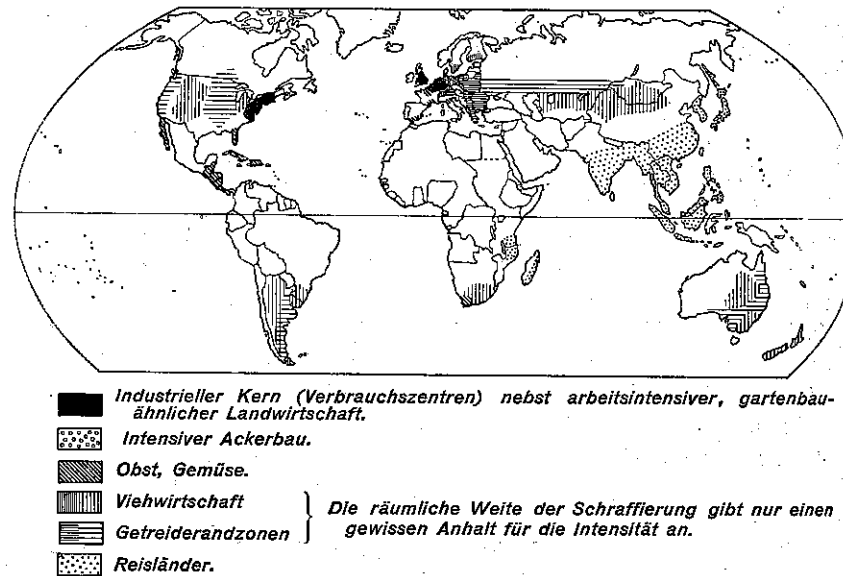 Industrieller Kern (Verbrauchszentren) nebst arbeitsintensiver, gartenbau-
ähnlicher Landwirtschaft.
Intensiver Ackerbau.
Obst, Gemüse.
Viehwirtschaft
Getreiderandzonen
Die räumliche Weite der Schraffierung gibt nur einen
gewissen Anhalt für die Intensität an.
Reisländer.